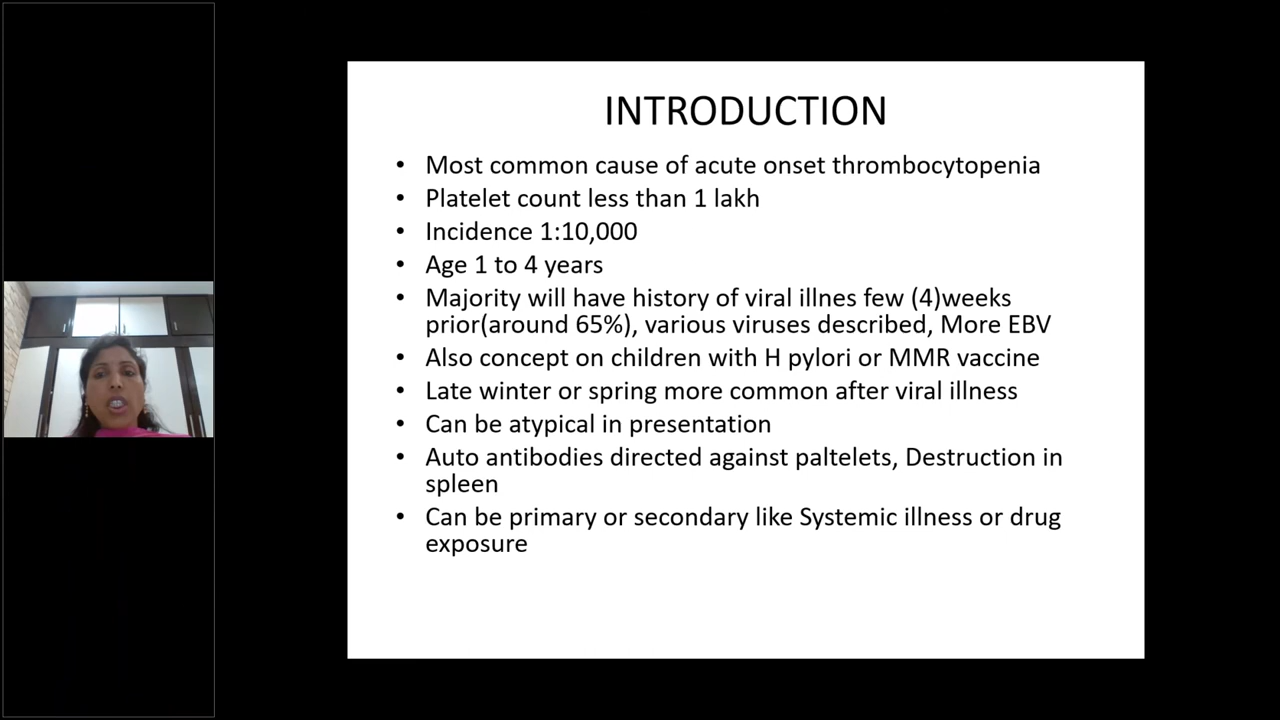 INTRODUCTION
• Most common cause of acute onset thrombocytopenia
• Platelet count less than 1 lakh
• Incidence 1:10,000
• Age 1 to 4 years
• Majority will have history of viral illnes few (4)weeks
prior(around 65%), various viruses described, More EBV
• Also concept on children with H pylori or MMR vaccine
• Late winter or spring more common after viral illness
• Can be atypical in presentation
• Auto antibodies directed against paltelets, Destruction in
spleen
• Can be primary or secondary like Systemic illness or drug
exposure